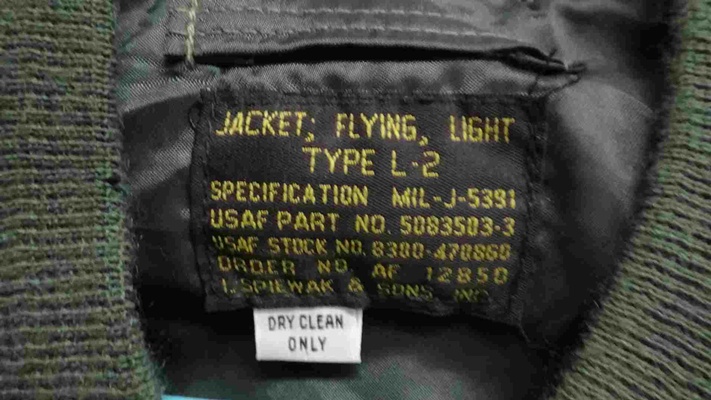 JACKET; FLYING, LIGHT
TYPE L-2
SPECIFICATION MIL-J-5391
USAF PART NO. 5083503-3
USAF STOCK NO. 8300-470860
ORDER NO. AF 12850
I. SPIEWAK & SONS, INC.
DRY CLEAN
ONLY